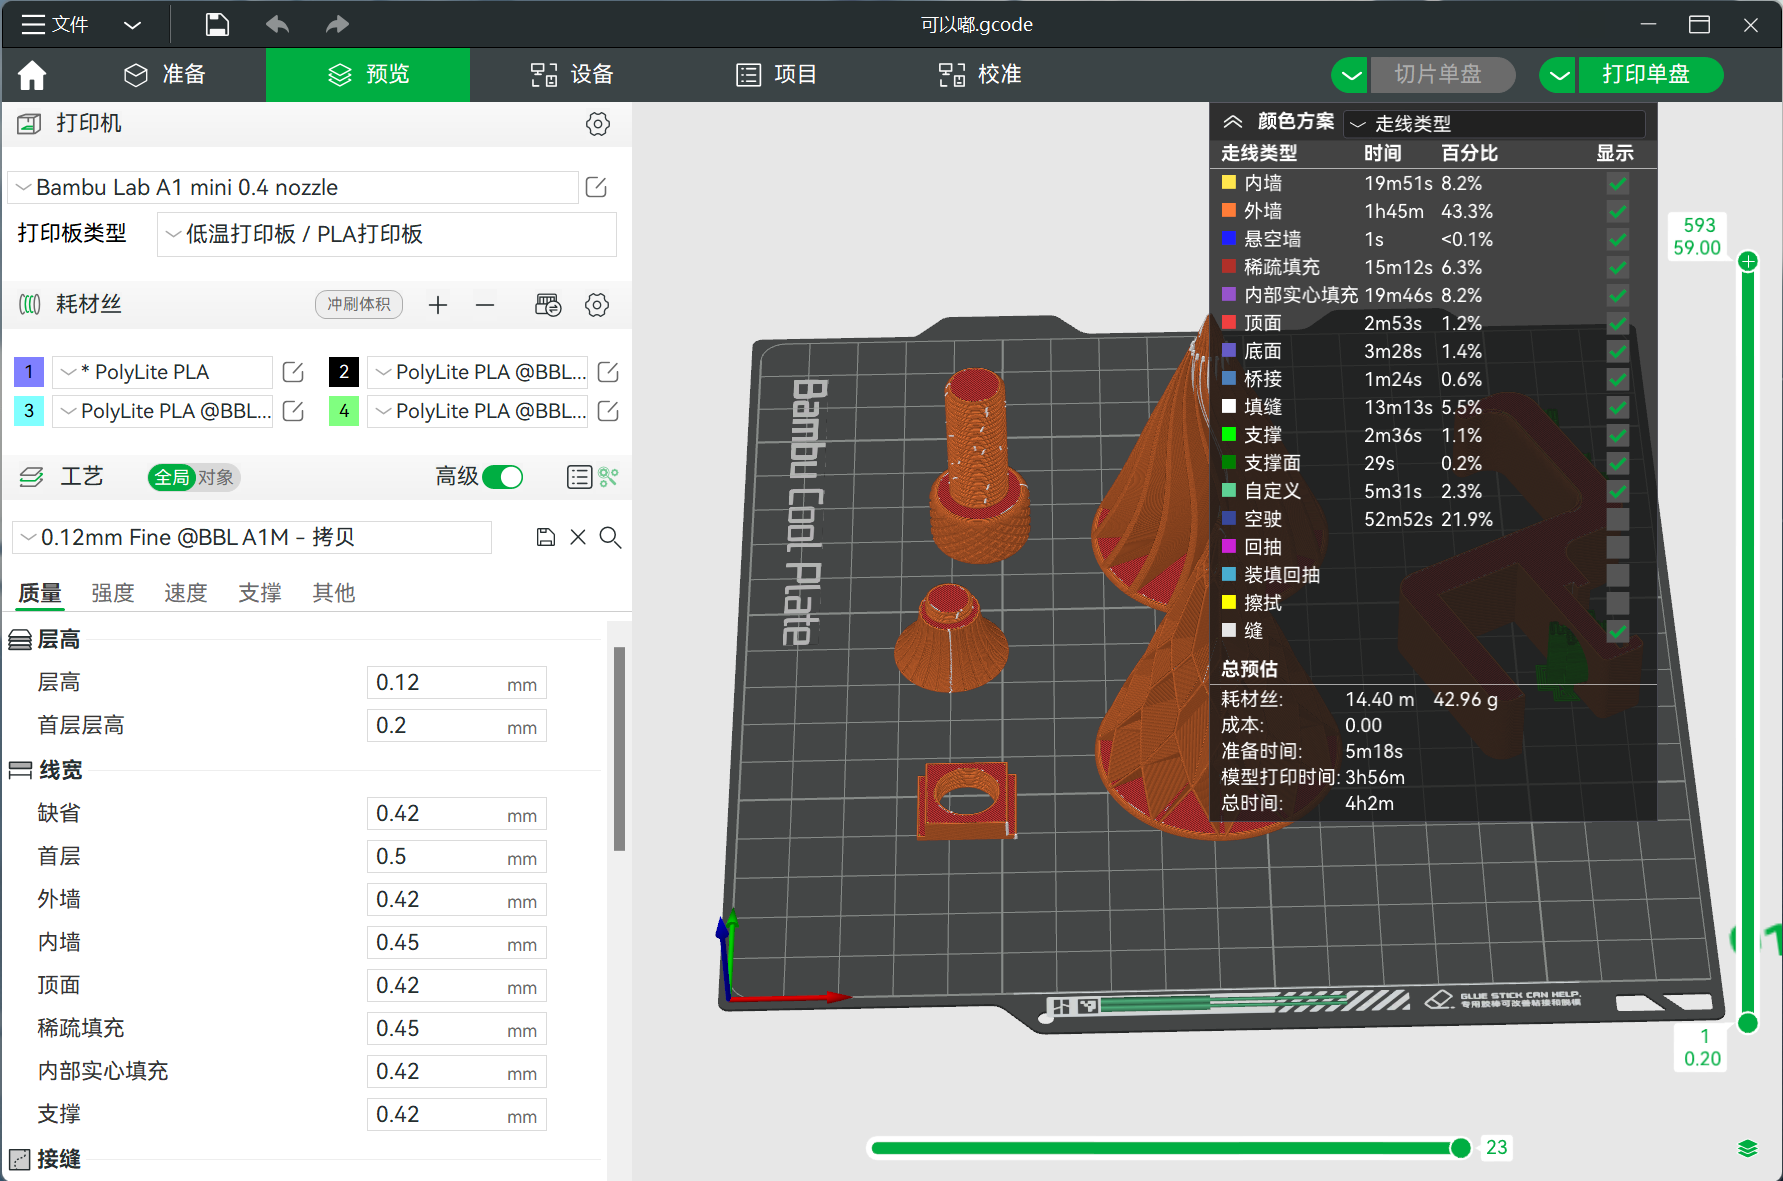 文件
可以嘟.gcode
准备
预览
设备
项目
校准
切片单盘
打印单盘
打印机
Bambu Lab A1 mini 0.4 nozzle
打印板类型
低温打印板 / PLA打印板
耗材丝
冲刷体积
1
* PolyLite PLA
2
PolyLite PLA @BBL...
3
PolyLite PLA @BBL...
4
PolyLite PLA @BBL...
工艺
全局
对象
高级
0.12mm Fine @BBL A1M - 拷贝
质量
强度
速度
支撑
其他
层高
层高 0.12 mm
首层层高 0.2 mm
线宽
缺省 0.42 mm
首层 0.5 mm
外墙 0.42 mm
内墙 0.45 mm
顶面 0.42 mm
稀疏填充 0.45 mm
内部实心填充 0.42 mm
支撑 0.42 mm
接缝
Bambu Cool Plate
颜色方案 走线类型
走线类型 时间 百分比 显示
内墙 19m51s 8.2%
外墙 1h45m 43.3%
悬空墙 1s <0.1%
稀疏填充 15m12s 6.3%
内部实心填充 19m46s 8.2%
顶面 2m53s 1.2%
底面 3m28s 1.4%
桥接 1m24s 0.6%
填缝 13m13s 5.5%
支撑 2m36s 1.1%
支撑面 29s 0.2%
自定义 5m31s 2.3%
空驶 52m52s 21.9%
回抽
装填回抽
擦拭
缝
总预估
耗材丝: 14.40 m 42.96 g
成本: 0.00
准备时间: 5m18s
模型打印时间: 3h56m
总时间: 4h2m
593
59.00
1
0.20
GLUE STICK CAN HELP.
23